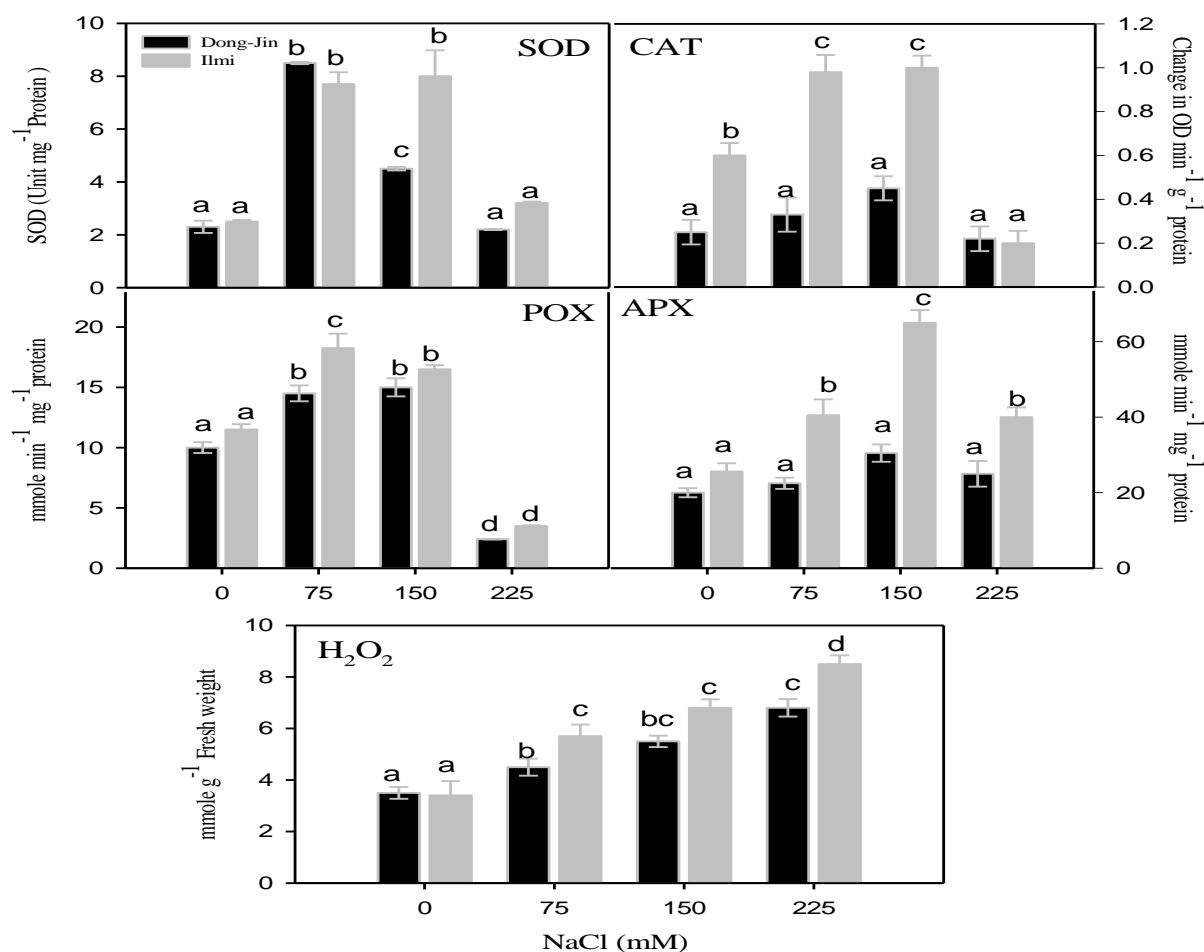 SOD (Unit mg⁻¹Protein )
10
8
6
4
2
0
Dong-Jin
Ilmi
SOD
a a b b c b a a
CAT
a b a c a c a a
1.2
1.0
0.8
0.6
0.4
0.2
0.0
Change in OD min⁻¹ g⁻¹ protein
mmole min⁻¹ mg⁻¹ protein
20
15
10
5
0
POX
a a b c b b d d
0 75 150 225
APX
a a a b a c a b
60
40
20
0
mmole min⁻¹ mg⁻¹ protein
0 75 150 225
mmole g⁻¹ Fresh weight
10
8
6
4
2
0
H₂O₂
a a b c bc c c d
0 75 150 225
NaCl (mM)